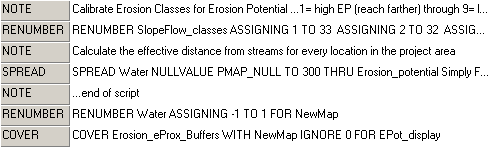 NOTE Calibrate Erosion Classes for Erosion Potential ...1= high EP (reach farther) through 9= l...
RENUMBER RENUMBER SlopeFlow_classes ASSIGNING 1 TO 33 ASSIGNING 2 TO 32 ASSIG...
NOTE Calculate the effective distance from streams for every location in the project area
SPREAD SPREAD Water NULLVALUE PMAP_NULL TO 300 THRU Erosion_potential Simply F...
NOTE ...end of script
RENUMBER RENUMBER Water ASSIGNING -1 TO 1 FOR NewMap
COVER COVER Erosion_eProx_Buffers WITH NewMap IGNORE 0 FOR EPot_display